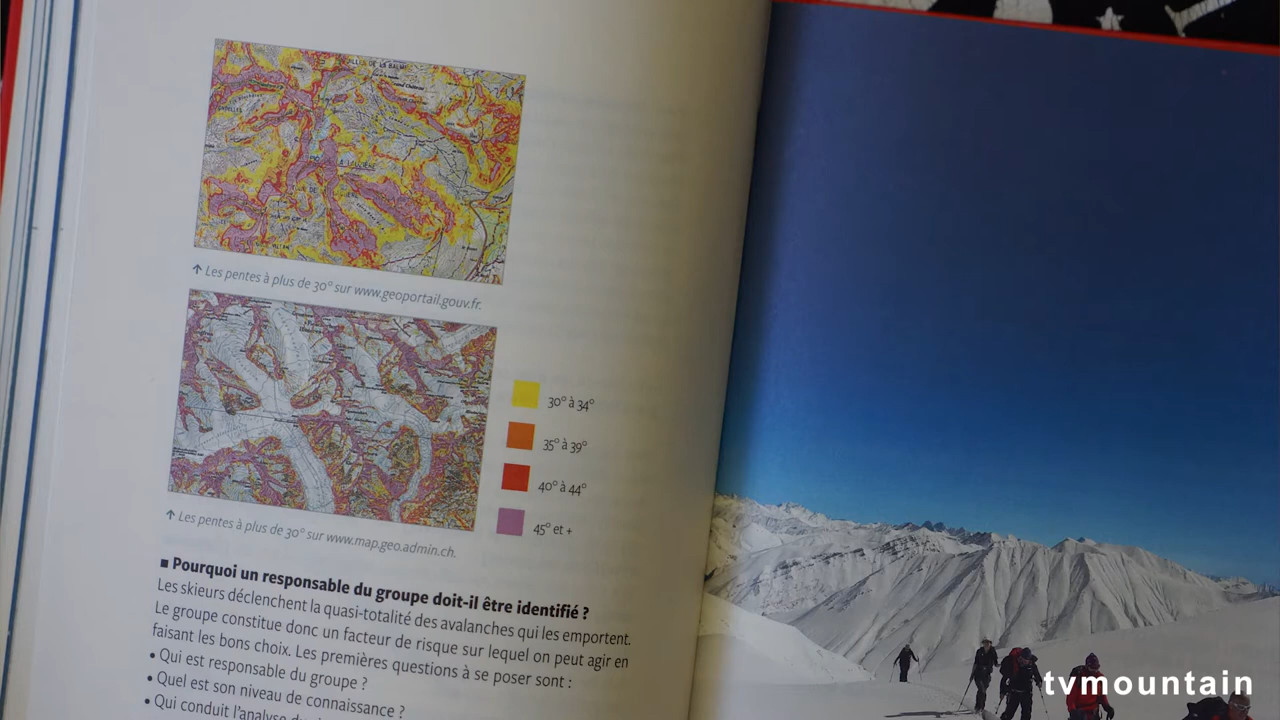 ↑ Les pentes à plus de 30° sur www.geoportail.gouv.fr.
30° à 34°
35° à 39°
40° à 44°
45° et +
↑ Les pentes à plus de 30° sur www.map.geo.admin.ch.
■ Pourquoi un responsable du groupe doit-il être identifié ?
Les skieurs déclenchent la quasi-totalité des avalanches qui les emportent.
Le groupe constitue donc un facteur de risque sur lequel on peut agir en
faisant les bons choix. Les premières questions à se poser sont :
• Qui est responsable du groupe ?
• Quel est son niveau de connaissance ?
• Qui conduit l'analyse
tvmountain